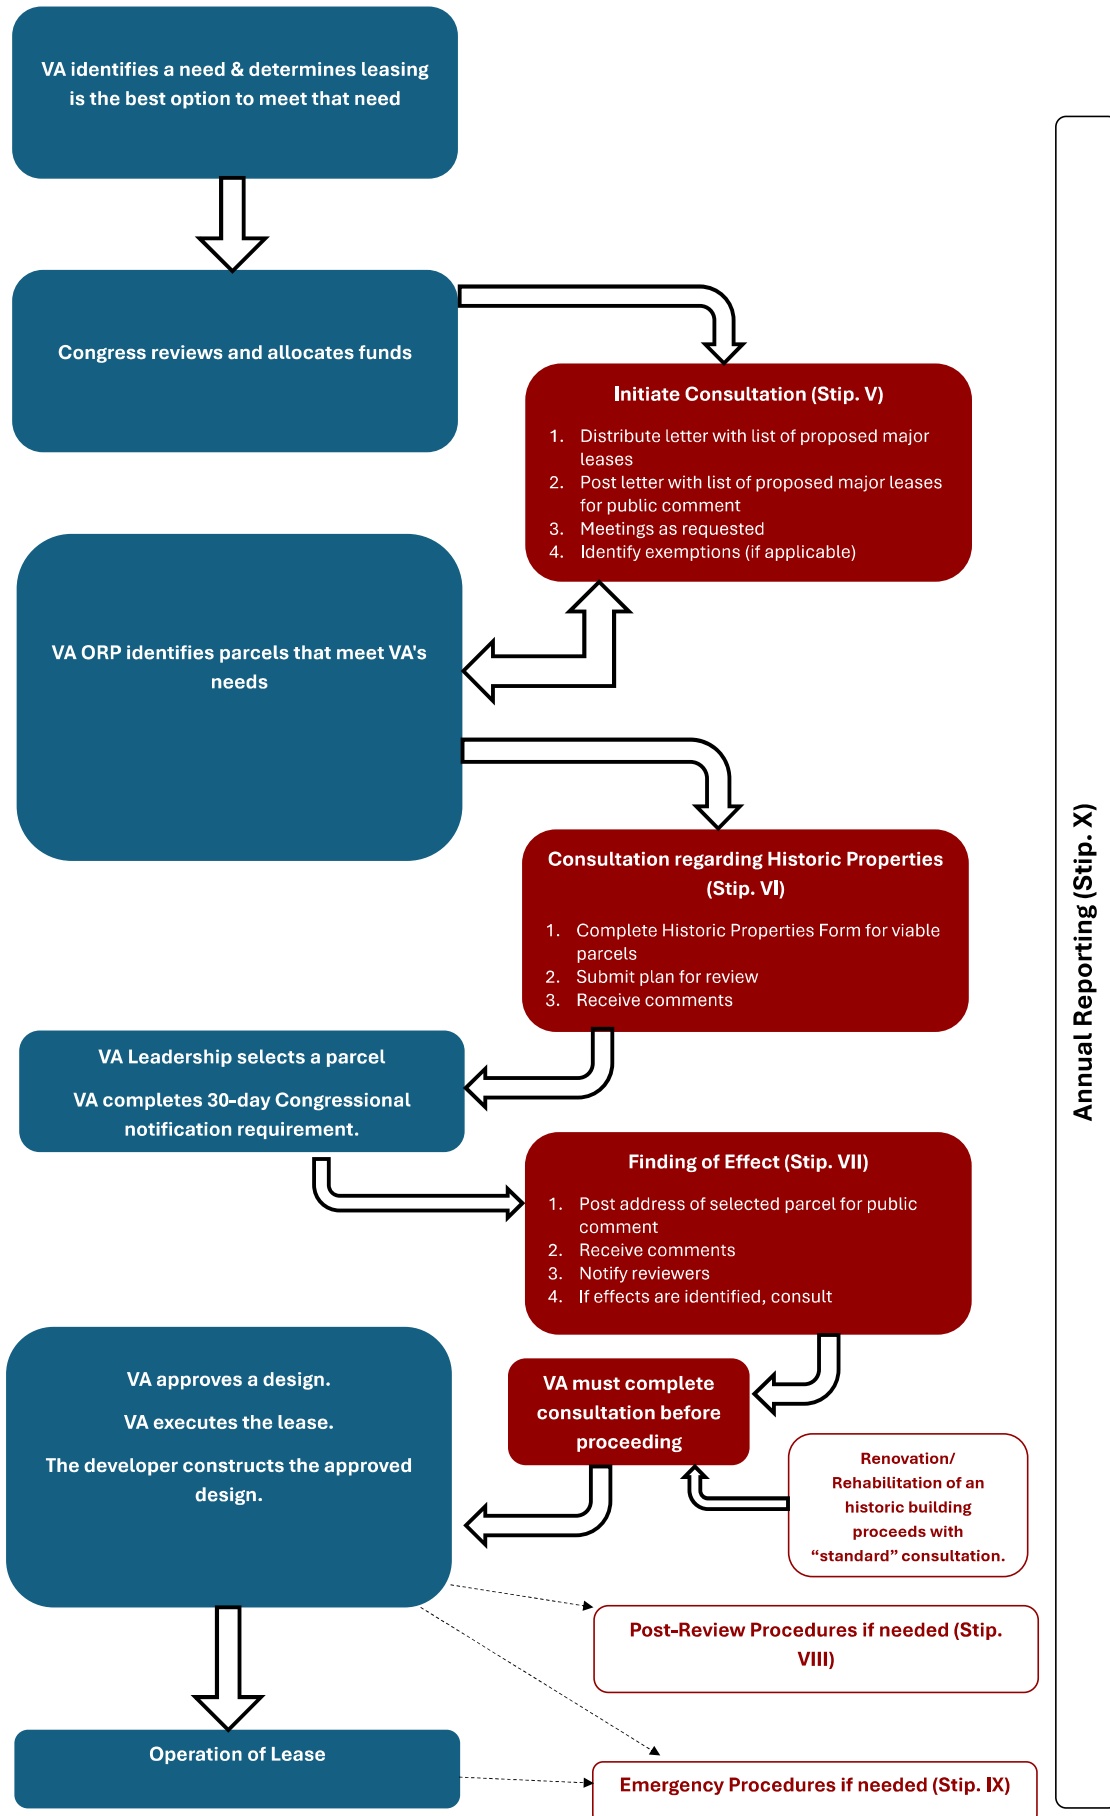 VA identifies a need & determines leasing
is the best option to meet that need
Congress reviews and allocates funds
Initiate Consultation (Stip. V)
1. Distribute letter with list of proposed major
leases
2. Post letter with list of proposed major leases
for public comment
3. Meetings as requested
4. Identify exemptions (if applicable)
VA ORP identifies parcels that meet VA's
needs
Consultation regarding Historic Properties
(Stip. VI)
1. Complete Historic Properties Form for viable
parcels
2. Submit plan for review
3. Receive comments
VA Leadership selects a parcel
VA completes 30-day Congressional
notification requirement.
Finding of Effect (Stip. VII)
1. Post address of selected parcel for public
comment
2. Receive comments
3. Notify reviewers
4. If effects are identified, consult
VA approves a design.
VA executes the lease.
The developer constructs the approved
design.
VA must complete
consultation before
proceeding
Renovation/
Rehabilitation of an
historic building
proceeds with
“standard” consultation.
Post-Review Procedures if needed (Stip.
VIII)
Operation of Lease
Emergency Procedures if needed (Stip. IX)
Annual Reporting (Stip. X)